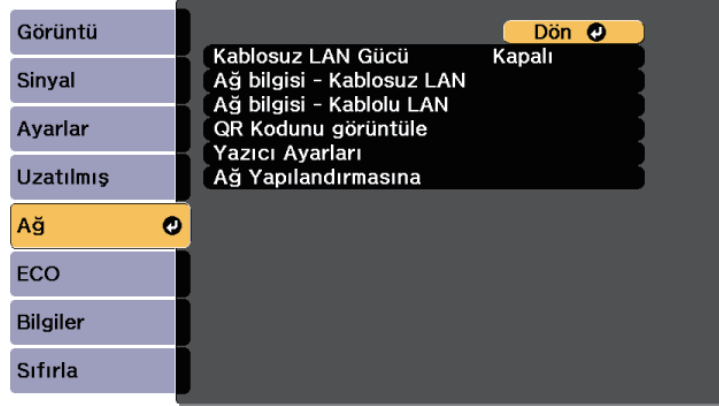 Görüntü
Sinyal
Ayarlar
Uzatılmış
Ağ
ECO
Bilgiler
Sıfırla
Dön
Kablosuz LAN Gücü Kapalı
Ağ bilgisi - Kablosuz LAN
Ağ bilgisi - Kablolu LAN
QR Kodunu görüntüle
Yazıcı Ayarları
Ağ Yapılandırmasına